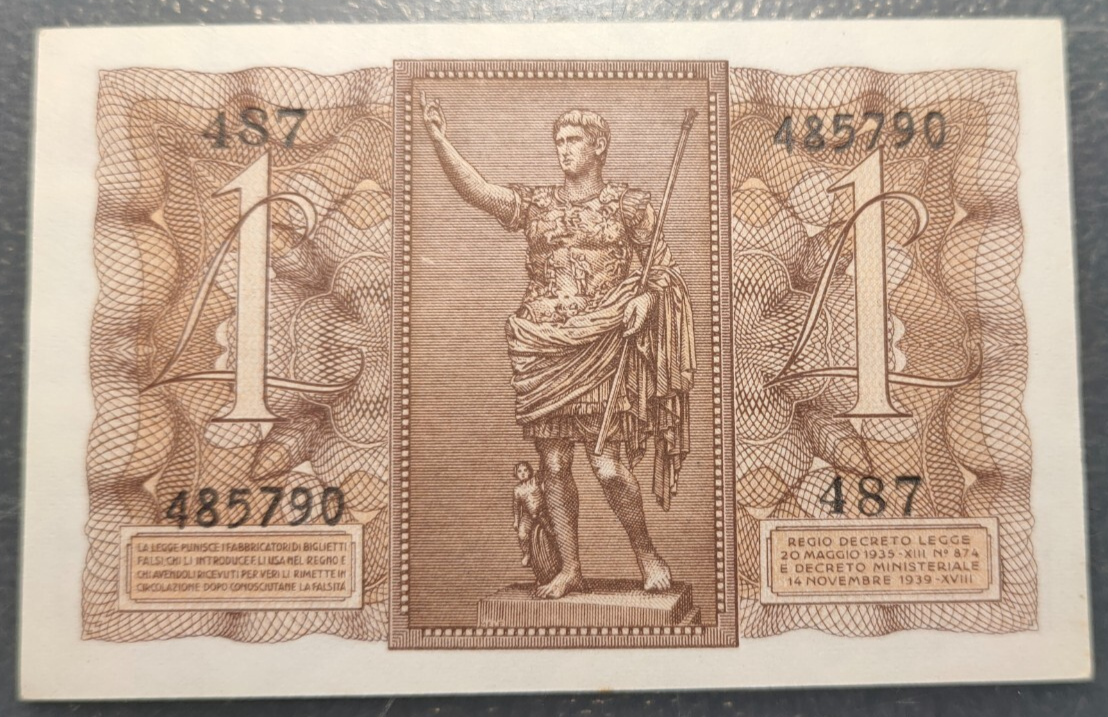 487
485790
1
1
485790
487
LA LEGGE PUNISCE I FABBRICATORI DI BIGLIETTI
FALSI CHI LI INTRODUCE E LI USA NEL REGNO E
CHI AVENDOLI RICEVUTI PER VERI LI RIMETTE IN
CIRCOLAZIONE DOPO CONOSCIUTANE LA FALSITÀ
REGIO DECRETO LEGGE
20 MAGGIO 1935-XIII Nº 874
E DECRETO MINISTERIALE
14 NOVEMBRE 1939-XVIII